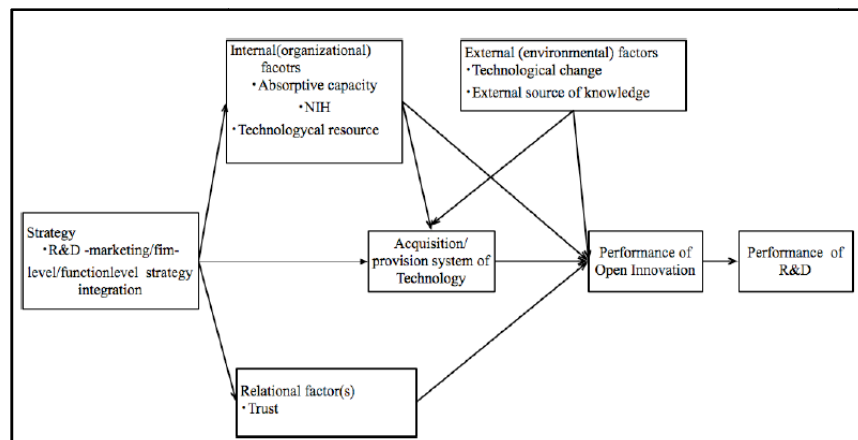 Internal(organizational)
facotrs
・Absorptive capacity
・NIH
・Technologycal resource
External (environmental) factors
・Technological change
・External source of knowledge
Strategy
・R&D -marketing/fim-
level/functionlevel strategy
integration
Acquisition/
provision system of
Technology
Performance of
Open Innovation
Performance of
R&D
Relational factor(s)
・Trust